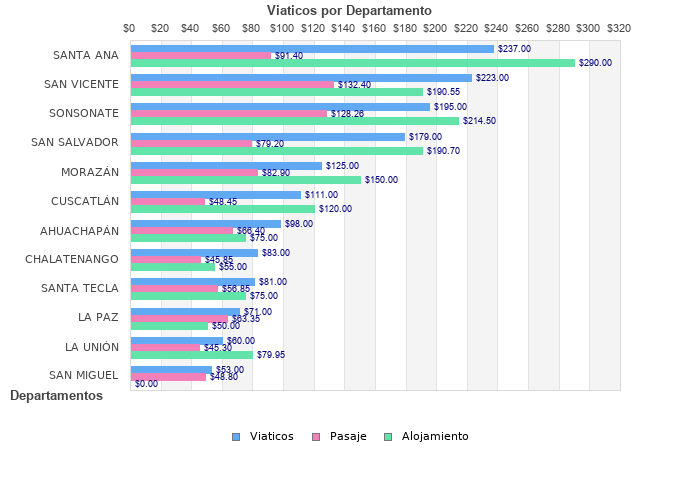 Viaticos por Departamento
$0 $20 $40 $60 $80 $100 $120 $140 $160 $180 $200 $220 $240 $260 $280 $300 $320
SANTA ANA $237.00
$91.40
$290.00
SAN VICENTE $223.00
$132.40
$190.55
SONSONATE $195.00
$128.26
$214.50
SAN SALVADOR $179.00
$79.20
$190.70
MORAZÁN $125.00
$82.90
$150.00
CUSCATLÁN $111.00
$48.45
$120.00
AHUACHAPÁN $98.00
$66.40
$75.00
CHALATENANGO $83.00
$45.85
$55.00
SANTA TECLA $81.00
$56.85
$75.00
LA PAZ $71.00
$63.35
$50.00
LA UNIÓN $60.00
$45.30
$79.95
SAN MIGUEL $53.00
$48.80
$0.00
Departamentos
Viaticos Pasaje Alojamiento